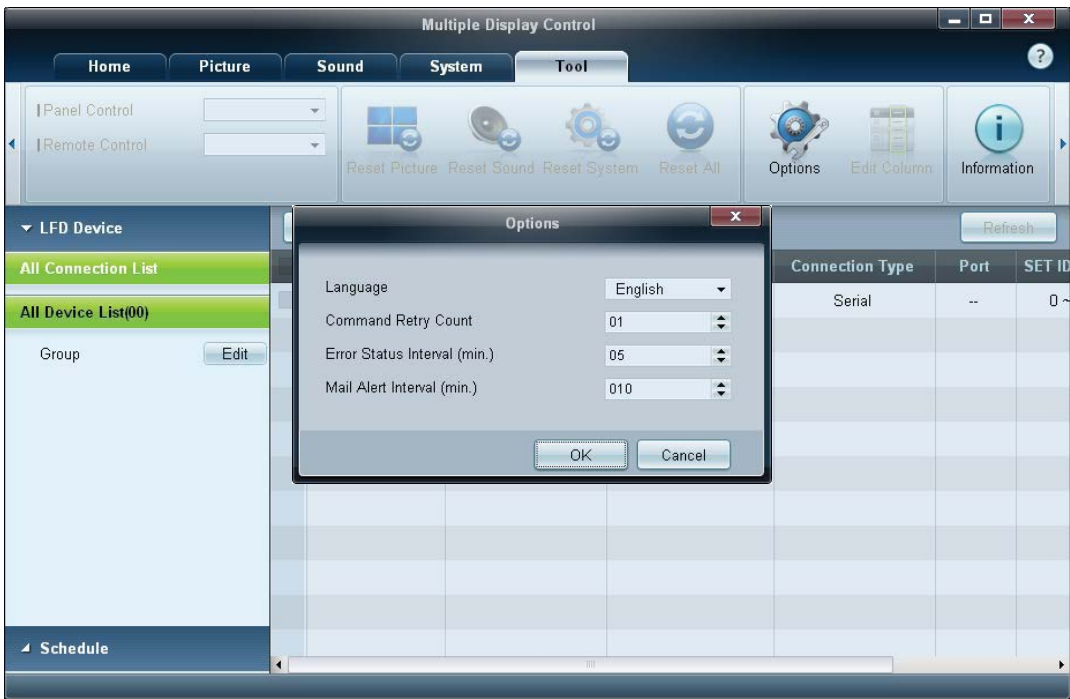 Multiple Display Control
Home Picture Sound System Tool
?
Panel Control
Remote Control
Reset Picture Reset Sound Reset System Reset All Options Edit Column Information
LFD Device
Refresh
All Connection List
All Device List(00)
Group Edit
Connection Type Port SET ID
Serial -- 0 ~
Options
Language English
Command Retry Count 01
Error Status Interval (min.) 05
Mail Alert Interval (min.) 010
OK Cancel
Schedule